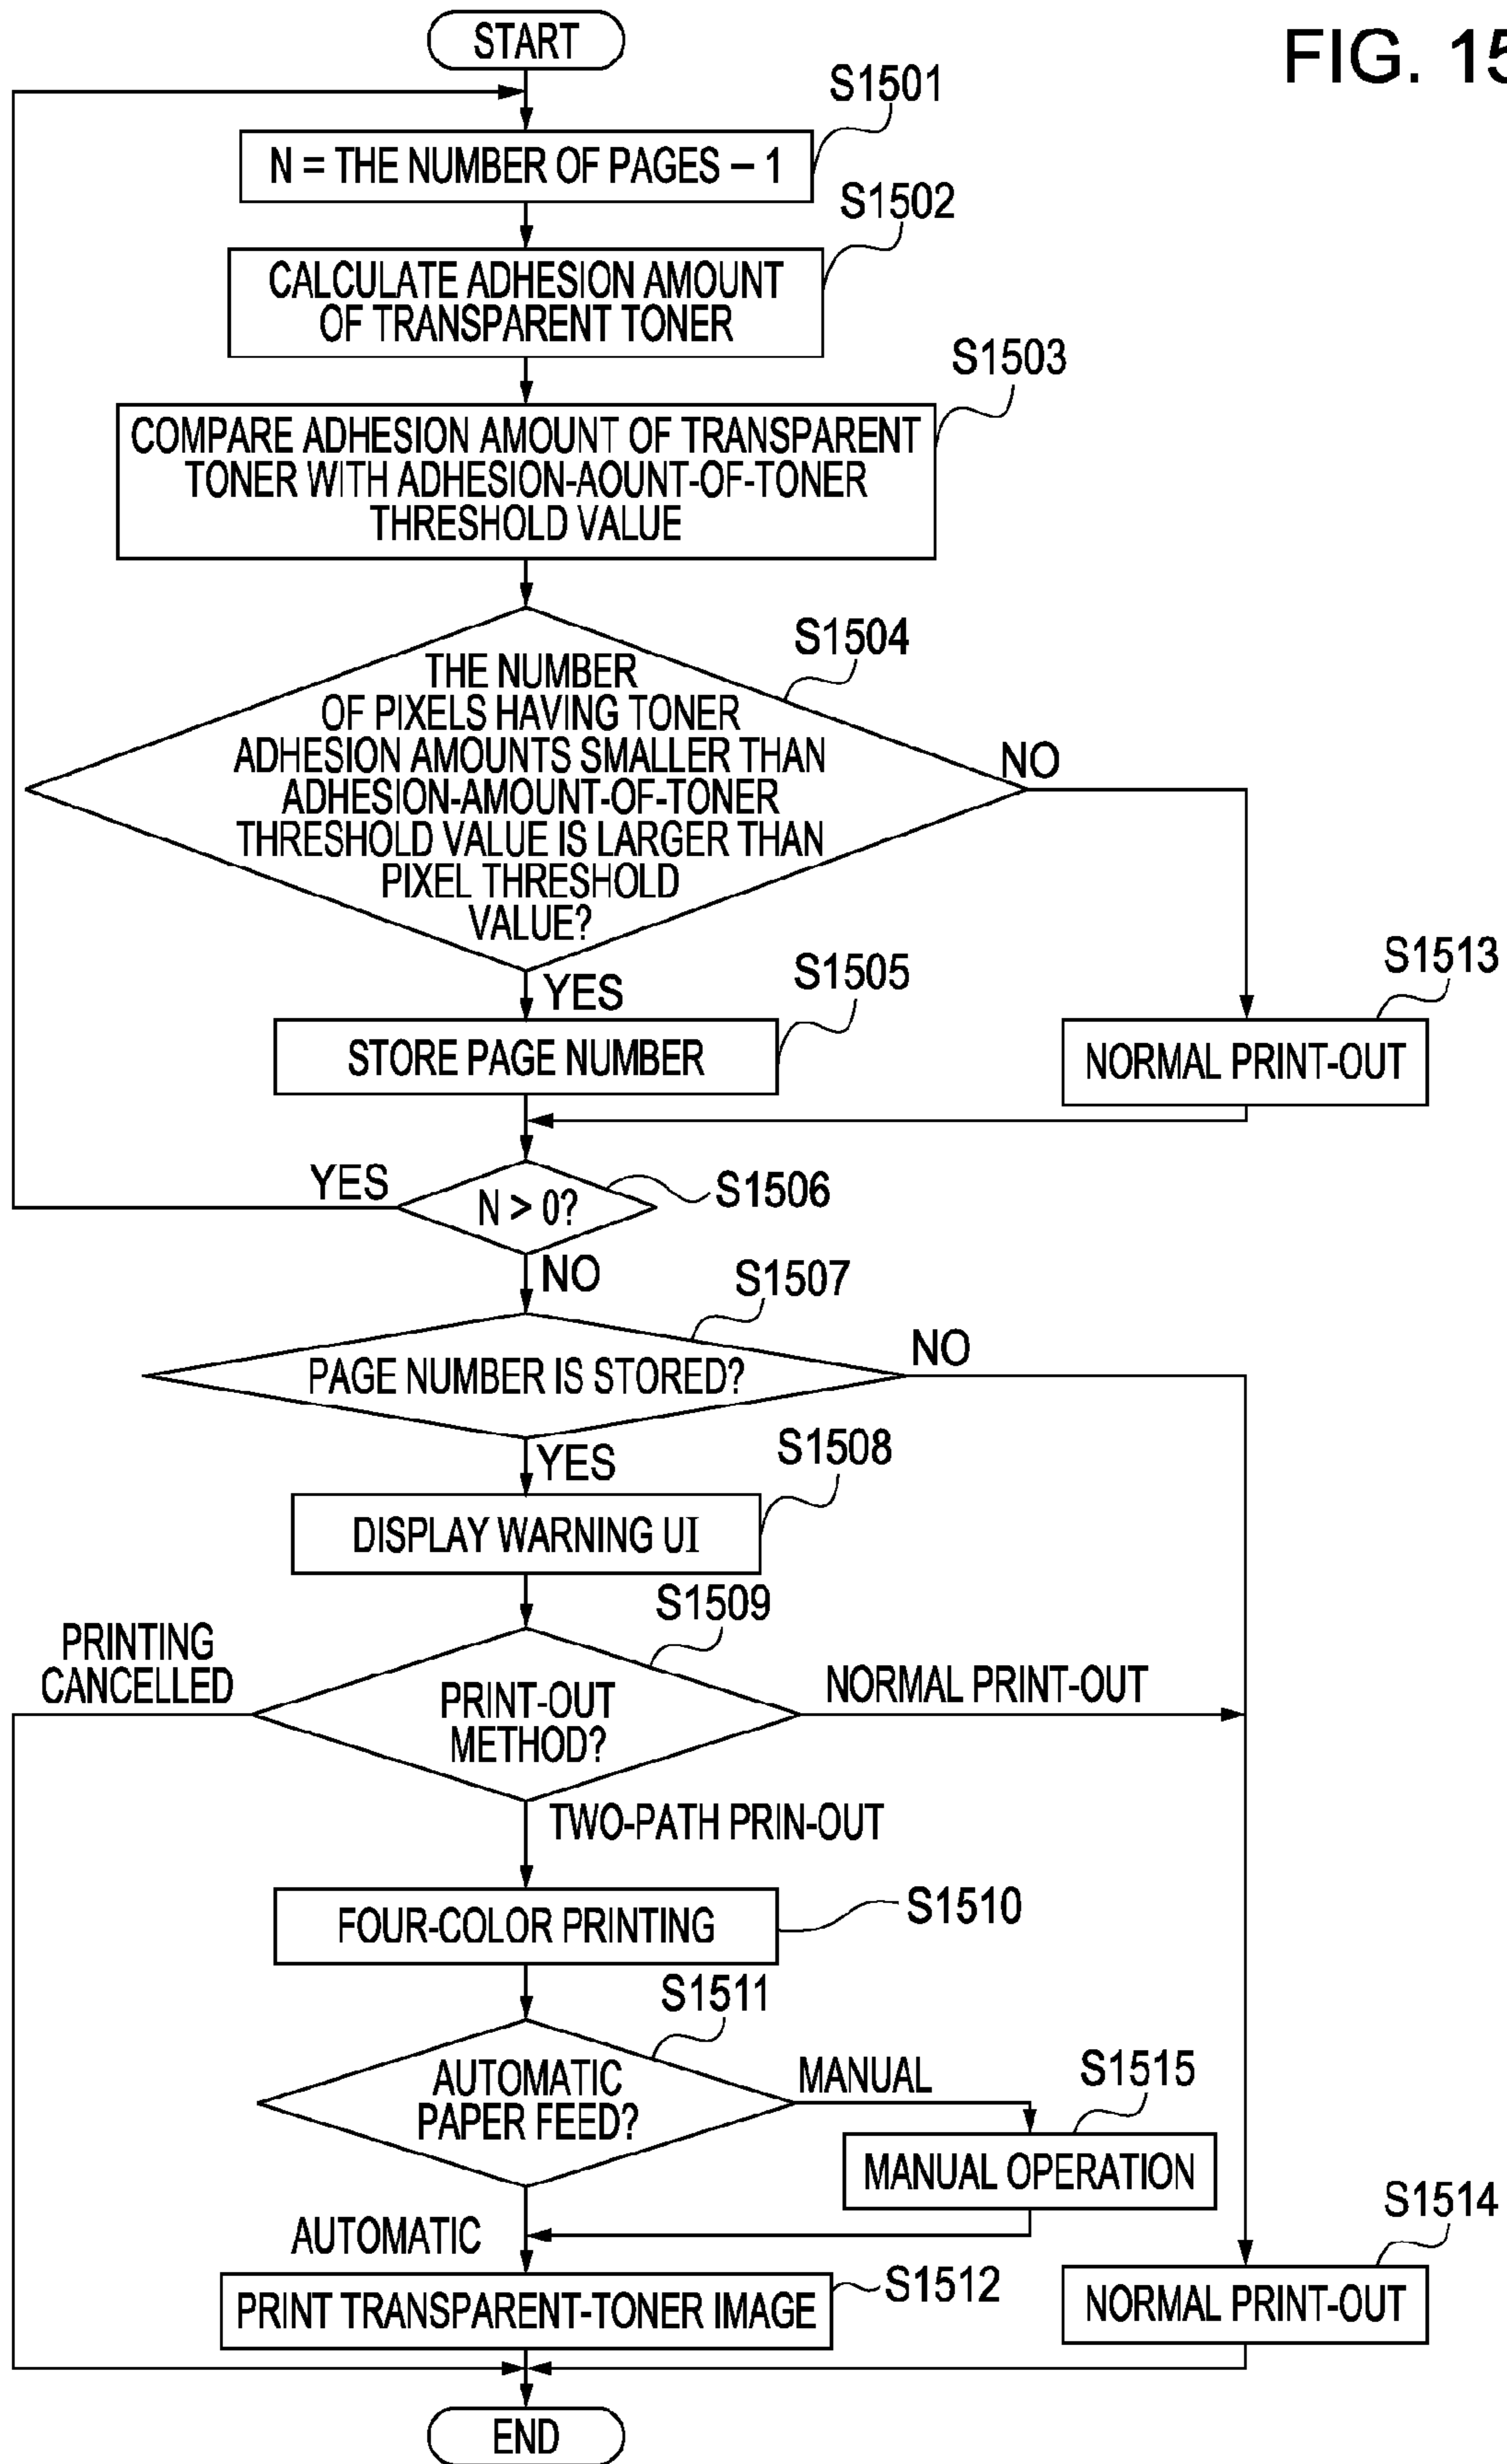 START
FIG. 15
S1501
N = THE NUMBER OF PAGES – 1
S1502
CALCULATE ADHESION AMOUNT
OF TRANSPARENT TONER
S1503
COMPARE ADHESION AMOUNT OF TRANSPARENT
TONER WITH ADHESION-AOUNT-OF-TONER
THRESHOLD VALUE
S1504
THE NUMBER
OF PIXELS HAVING TONER
ADHESION AMOUNTS SMALLER THAN
ADHESION-AMOUNT-OF-TONER
THRESHOLD VALUE IS LARGER THAN
PIXEL THRESHOLD
VALUE?
NO
YES
S1505
STORE PAGE NUMBER
S1513
NORMAL PRINT-OUT
YES
N > 0?
S1506
NO
S1507
PAGE NUMBER IS STORED?
NO
YES
S1508
DISPLAY WARNING UI
S1509
PRINTING
CANCELLED
PRINT-OUT
METHOD?
NORMAL PRINT-OUT
TWO-PATH PRIN-OUT
FOUR-COLOR PRINTING
S1510
S1511
AUTOMATIC
PAPER FEED?
MANUAL
S1515
MANUAL OPERATION
AUTOMATIC
PRINT TRANSPARENT-TONER IMAGE
S1512
S1514
NORMAL PRINT-OUT
END